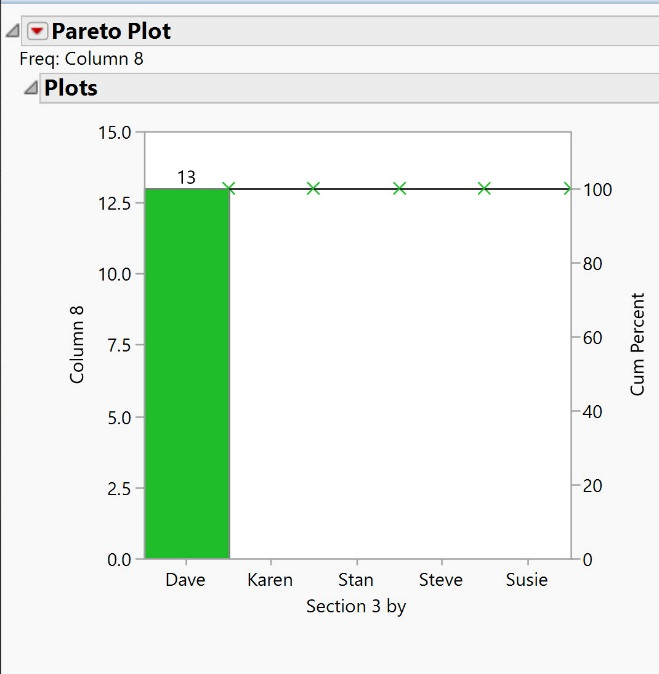 Pareto Plot
Freq: Column 8
Plots
15.0
13
12.5
10.0
7.5
5.0
2.5
0.0
Column 8
100
80
60
40
20
0
Cum Percent
Dave Karen Stan Steve Susie
Section 3 by